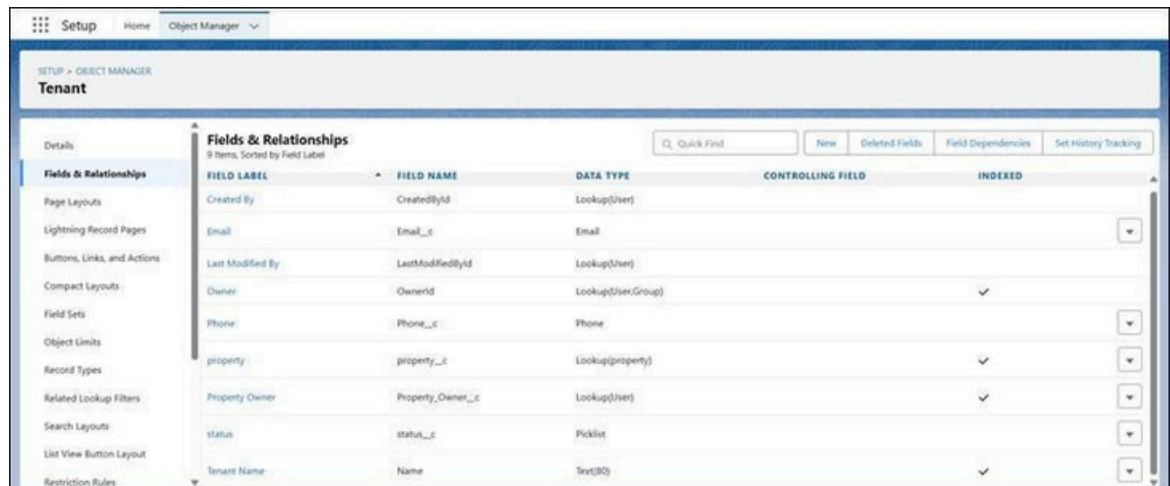 Setup Home Object Manager
SETUP > OBJECT MANAGER
Tenant
Details
Fields & Relationships
Page Layouts
Lightning Record Pages
Buttons, Links, and Actions
Compact Layouts
Field Sets
Object Limits
Record Types
Related Lookup Filters
Search Layouts
List View Button Layout
Restriction Rules
Fields & Relationships
9 Items, Sorted by Field Label
Quick Find New Deleted Fields Field Dependencies Set History Tracking
FIELD LABEL FIELD NAME DATA TYPE CONTROLLING FIELD INDEXED
Created By CreatedById Lookup(User)
Email Email__c Email
Last Modified By LastModifiedById Lookup(User)
Owner OwnerId Lookup(User,Group)
Phone Phone__c Phone
property property__c Lookup(property)
Property Owner Property_Owner__c Lookup(User)
status status__c Picklist
Tenant Name Name Text(80)